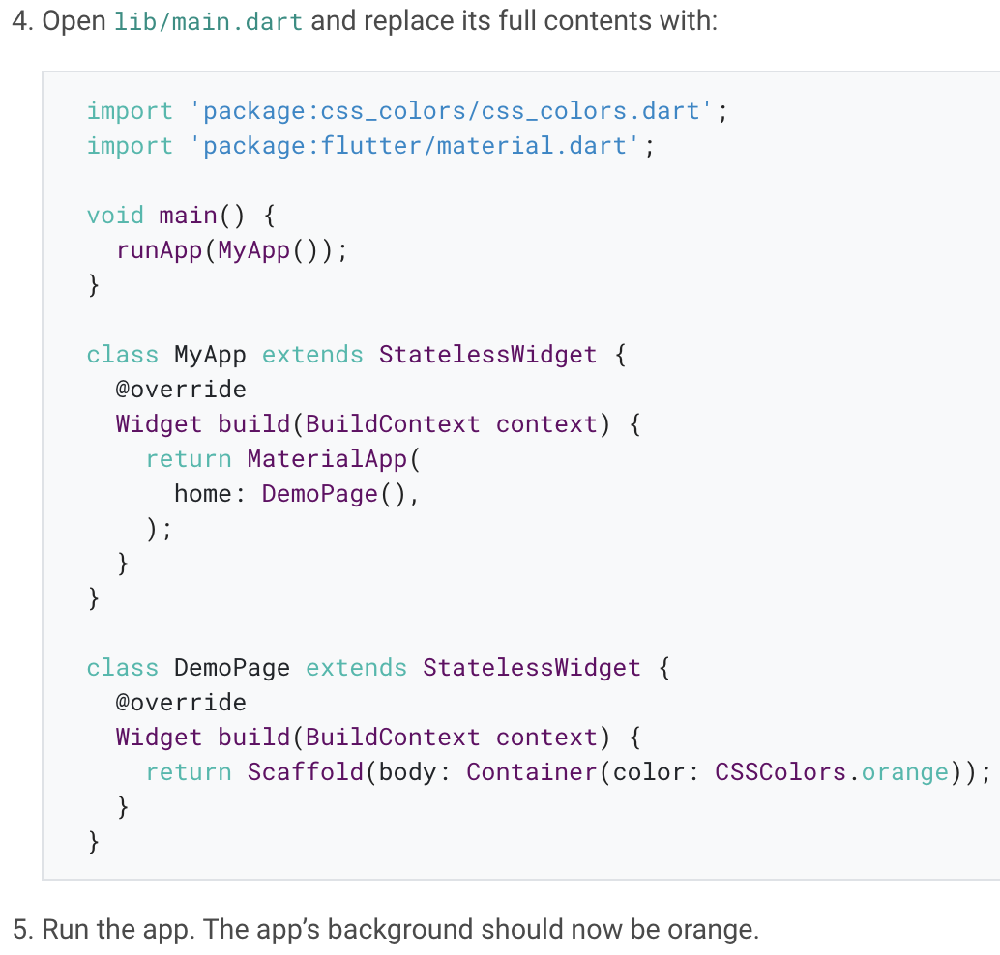 4. Open lib/main.dart and replace its full contents with:
import 'package:css_colors/css_colors.dart';
import 'package:flutter/material.dart';
void main() {
  runApp(MyApp());
}
class MyApp extends StatelessWidget {
  @override
  Widget build(BuildContext context) {
    return MaterialApp(
      home: DemoPage(),
    );
  }
}
class DemoPage extends StatelessWidget {
  @override
  Widget build(BuildContext context) {
    return Scaffold(body: Container(color: CSSColors.orange));
  }
}
5. Run the app. The app’s background should now be orange.